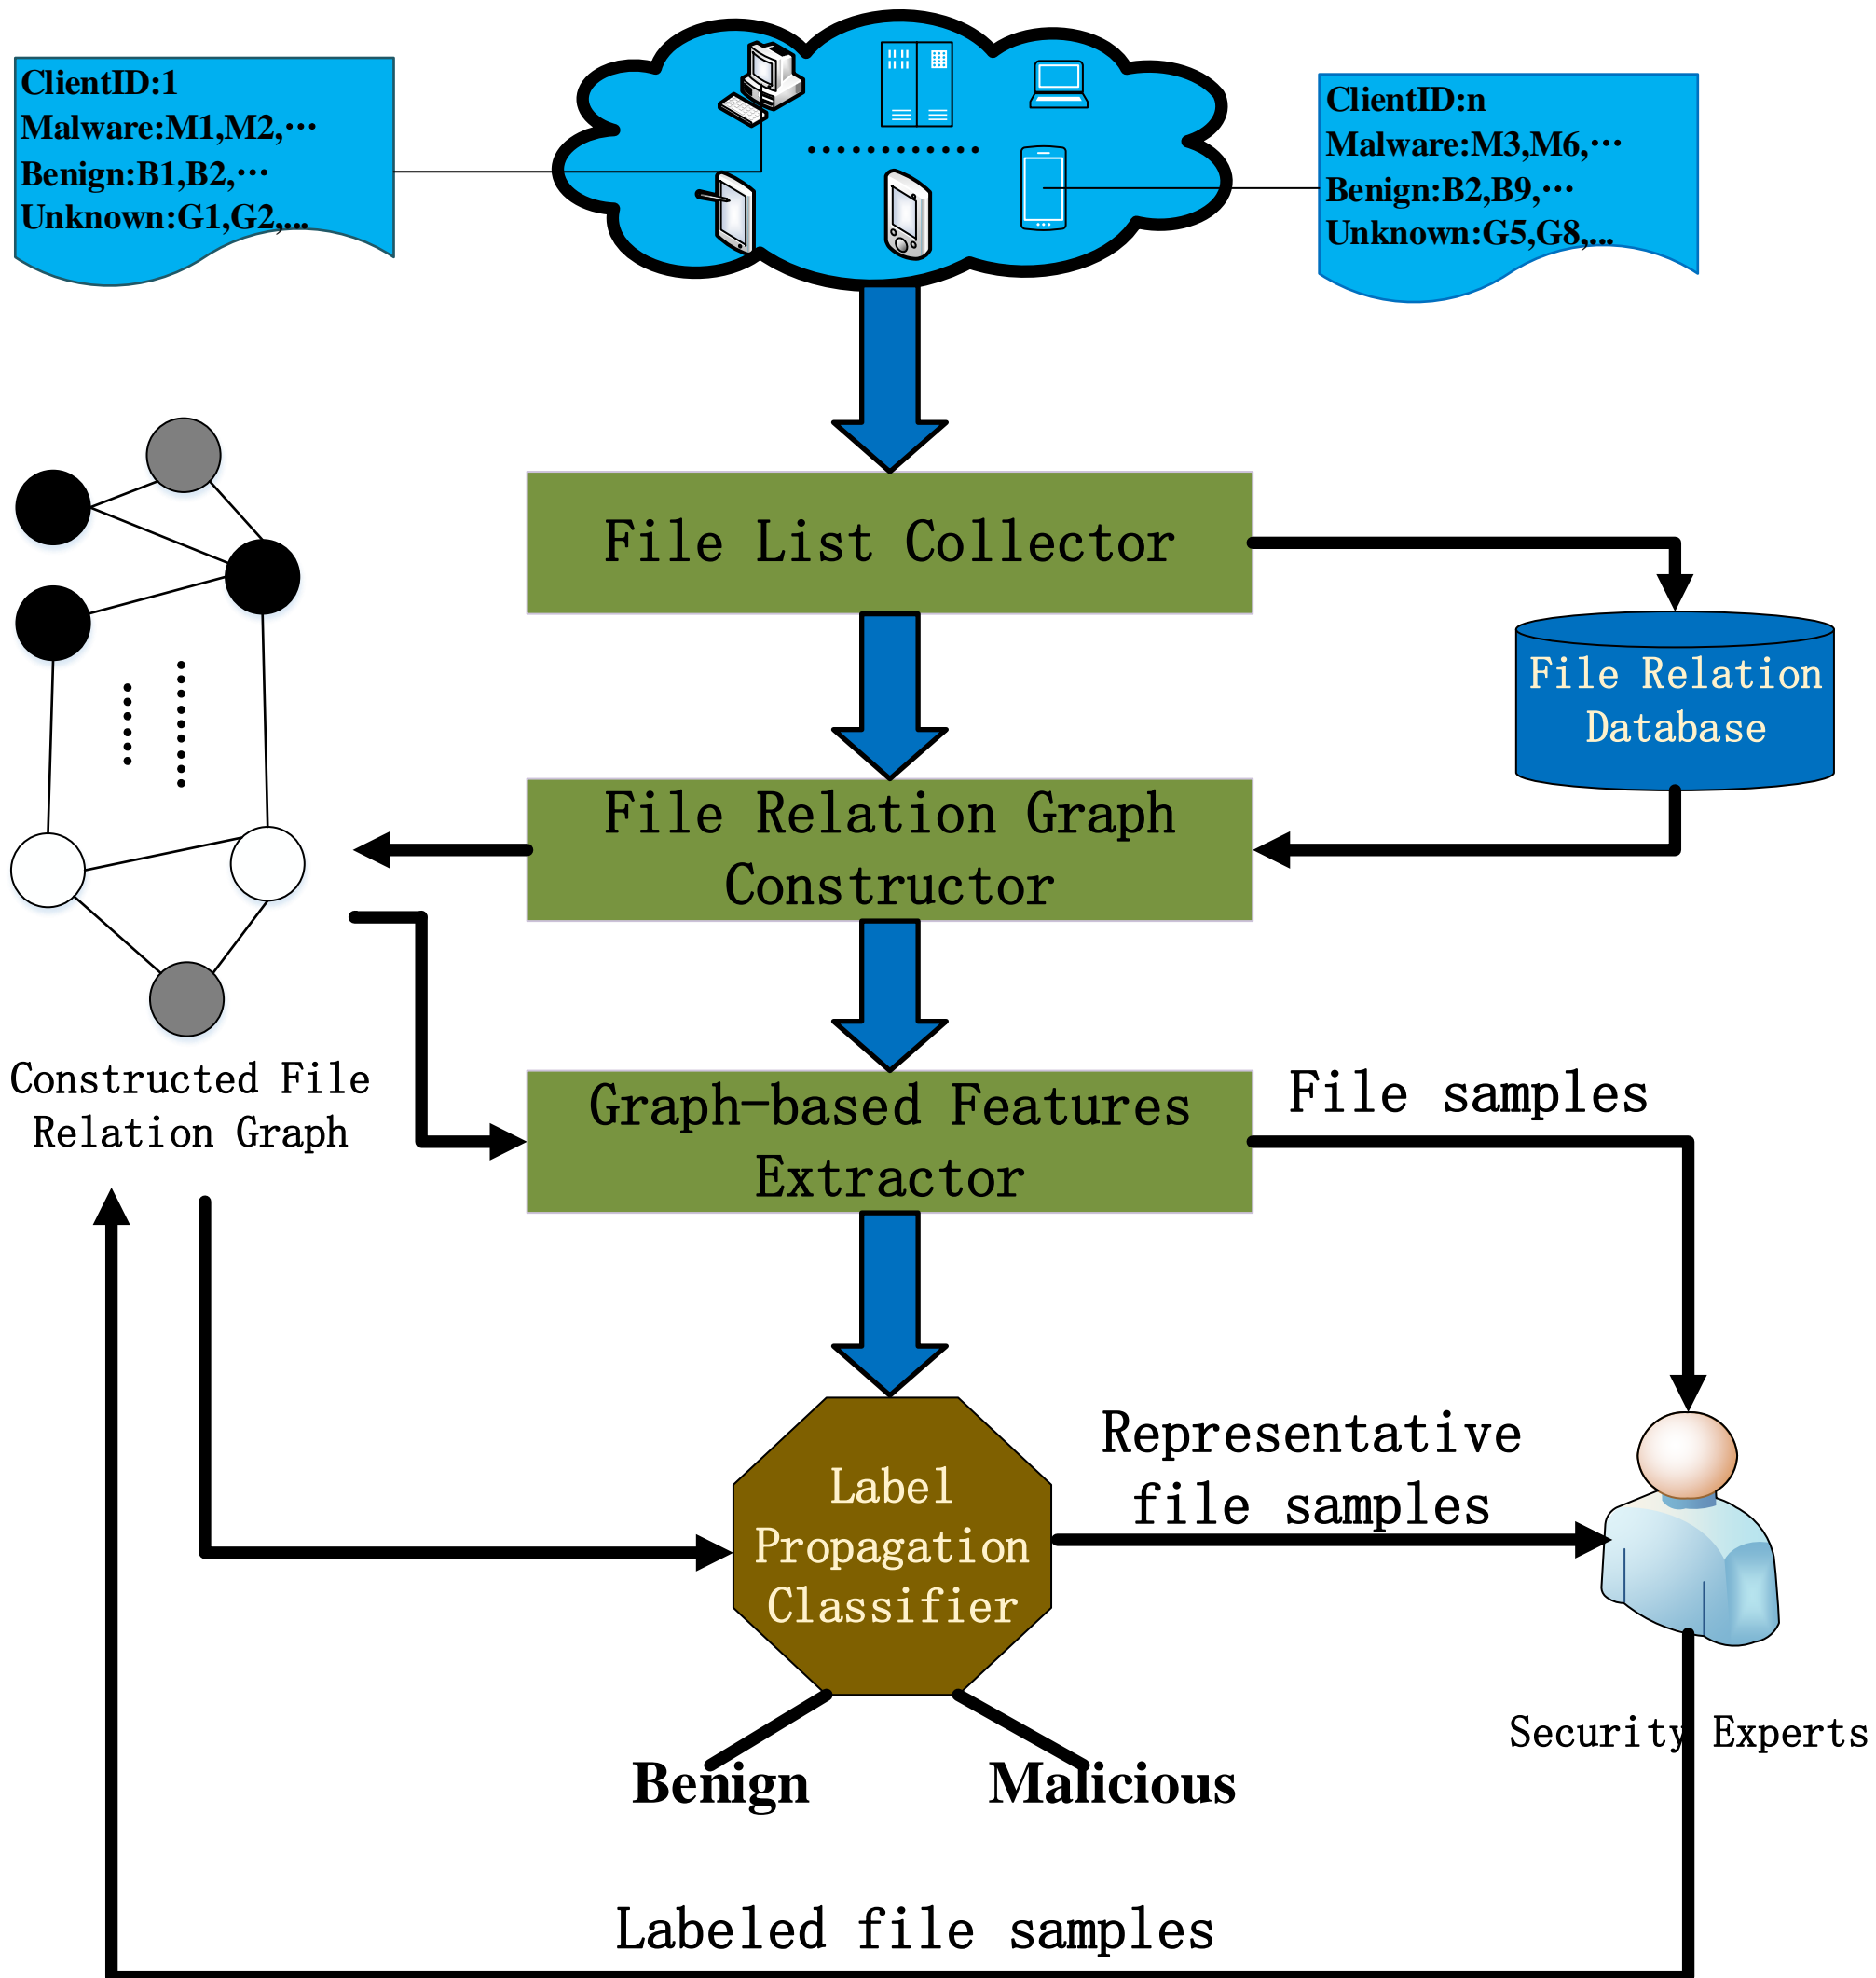 ClientID:1
Malware:M1,M2,···
Benign:B1,B2,···
Unknown:G1,G2,...
ClientID:n
Malware:M3,M6,···
Benign:B2,B9,···
Unknown:G5,G8,...
File List Collector
File Relation
Database
File Relation Graph
Constructor
Constructed File
Relation Graph
Graph-based Features
Extractor
File samples
Label
Propagation
Classifier
Representative
file samples
Security Experts
Benign
Malicious
Labeled file samples